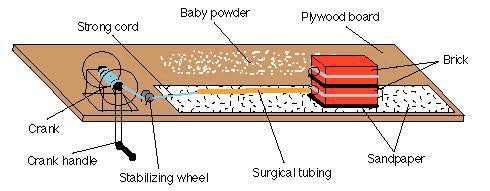 Baby powder
Plywood board
Strong cord
Brick
Crank
Crank handle
Stabilizing wheel
Surgical tubing
Sandpaper